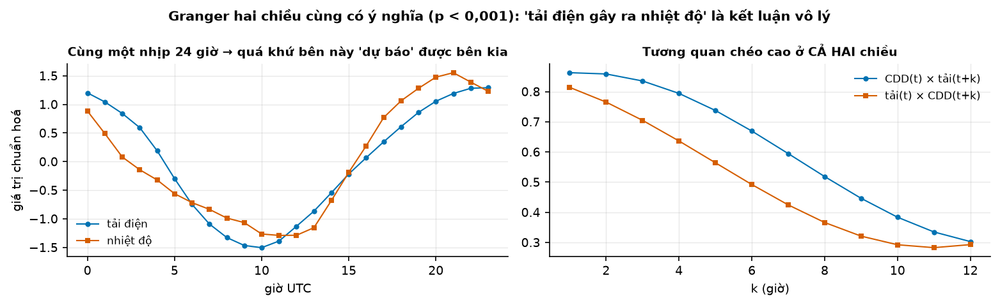 Granger hai chiều cùng có ý nghĩa (p < 0,001): 'tải điện gây ra nhiệt độ' là kết luận vô lý
Cùng một nhịp 24 giờ → quá khứ bên này 'dự báo' được bên kia
giá trị chuẩn hoá
1.5
1.0
0.5
0.0
−0.5
−1.0
−1.5
tải điện
nhiệt độ
0
5
10
15
20
giờ UTC
Tương quan chéo cao ở CẢ HAI chiều
CDD(t) × tải(t+k)
tải(t) × CDD(t+k)
0.8
0.7
0.6
0.5
0.4
0.3
2
4
6
8
10
12
k (giờ)